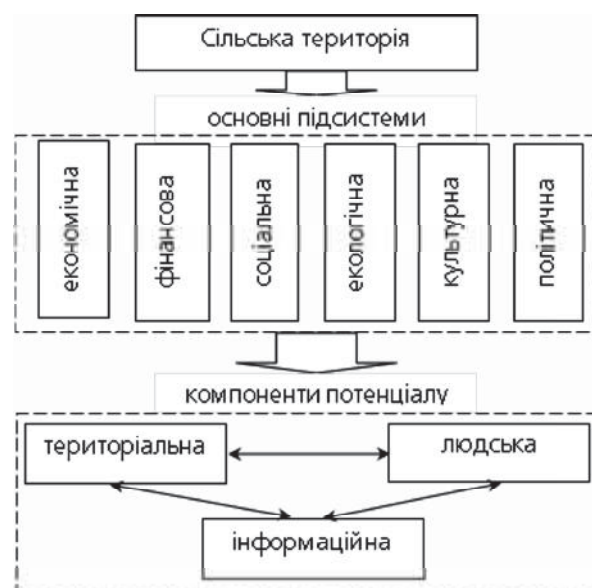 Сільська територія
основні підсистеми
економічна
фінансова
соціальна
екологічна
культурна
політична
компоненти потенціалу
територіальна
людська
інформаційна